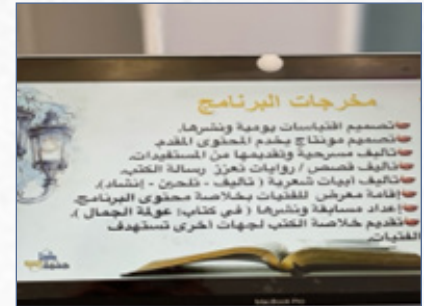 مخرجات البرنامج
تصميم اقتباسات يومية ونشرها.
تصميم مونتاج يخدم المحتوى المقدم.
تأليف مسرحية وتقديمها من المستفيدات.
تأليف قصص / روايات تعزز رسالة الكتب.
تأليف أبيات شعرية ( تأليف - تلحين - إنشاد).
إقامة معرض للفتيات بخلاصة محتوى البرنامج.
إعداد مسابقة ونشرها ( في كتاب: عولمة الجمال ).
تقديم خلاصة الكتب لجهات أخرى تستهدف
الفتيات.
MacBook Pro